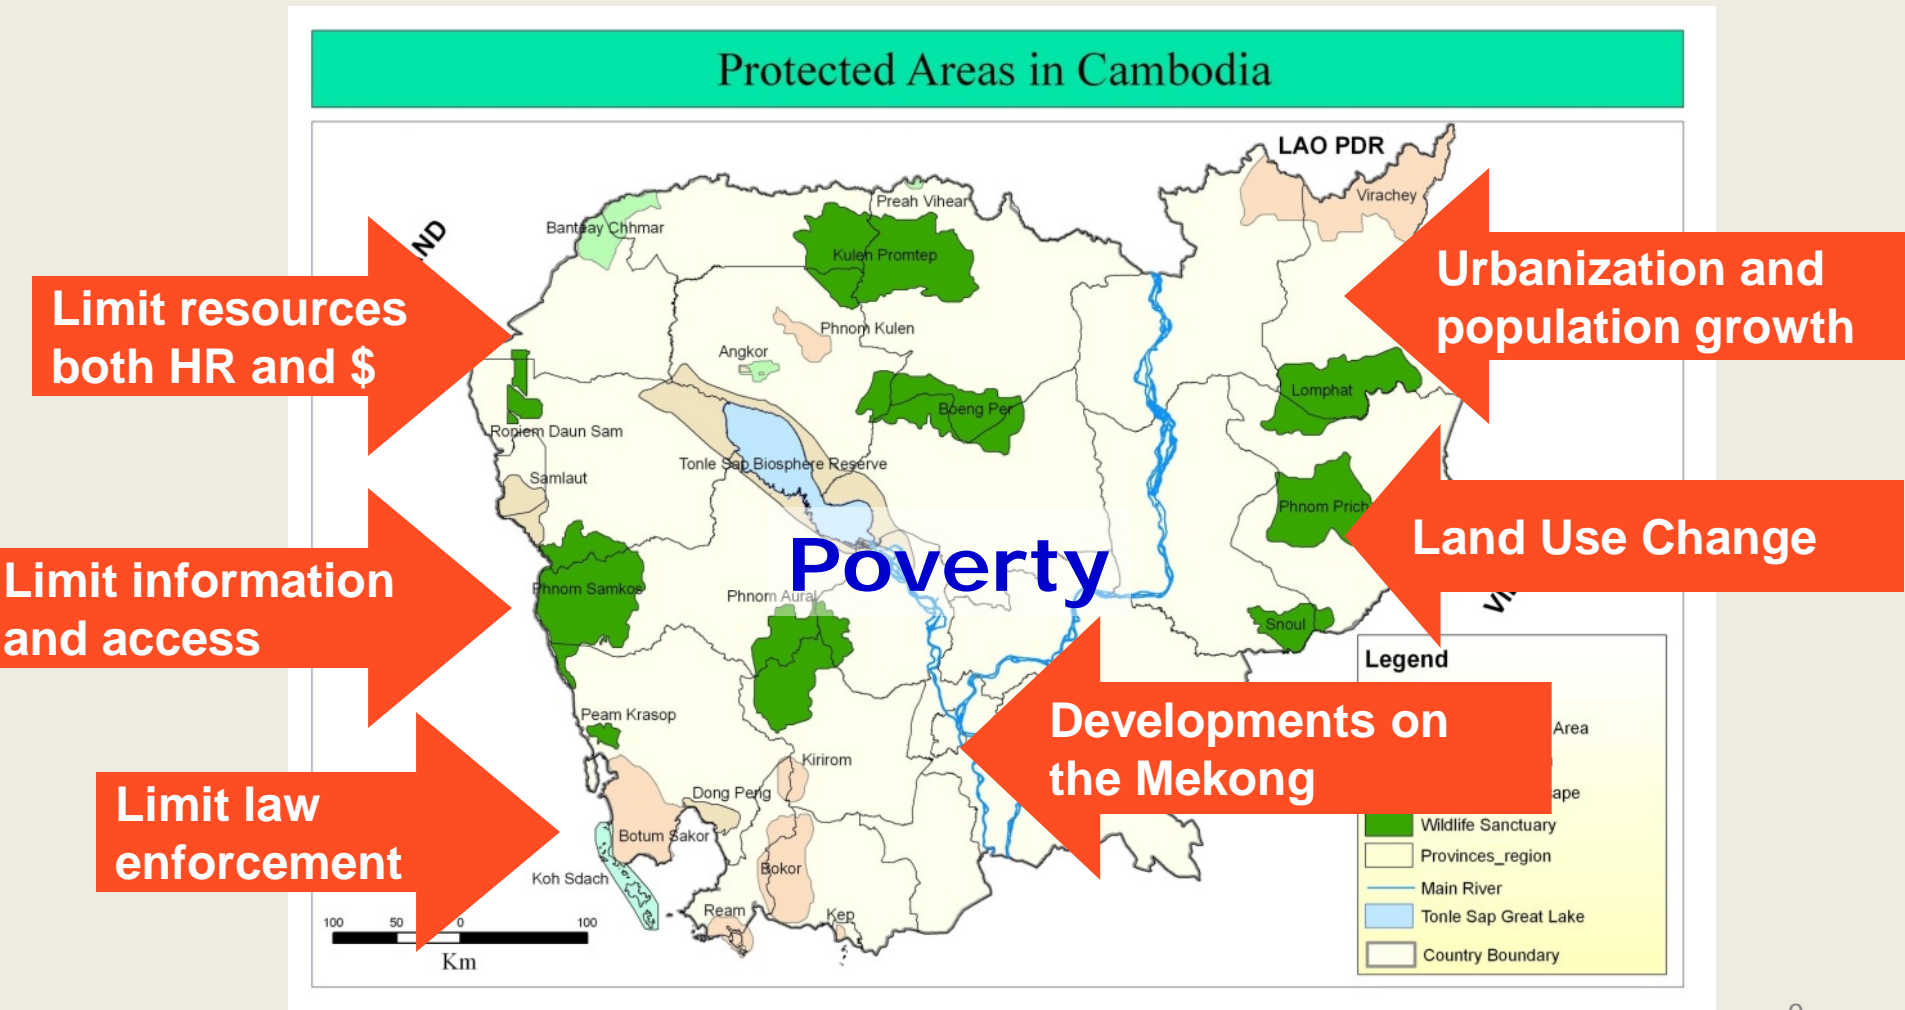 Protected Areas in Cambodia
LAO PDR
Virachey
Preah Vihear
Banteay Chhmar
Kulen Promtep
Urbanization and
population growth
Limit resources
both HR and $
Phnom Kulen
Angkor
Lomphat
Boeng Per
Roniem Daun Sam
Tonle Sap Biosphere Reserve
Samlaut
Phnom Prich
Land Use Change
Poverty
Limit information
and access
Phnom Samkos
Phnom Aural
Snoul
Legend
Area
Developments on
the Mekong
Peam Krasop
Kirirom
Dong Peng
ape
Limit law
enforcement
Botum Sakor
Wildlife Sanctuary
Provinces_region
Bokor
Koh Sdach
Main River
Ream
Kep
Tonle Sap Great Lake
100 50 0 100
Km
Country Boundary